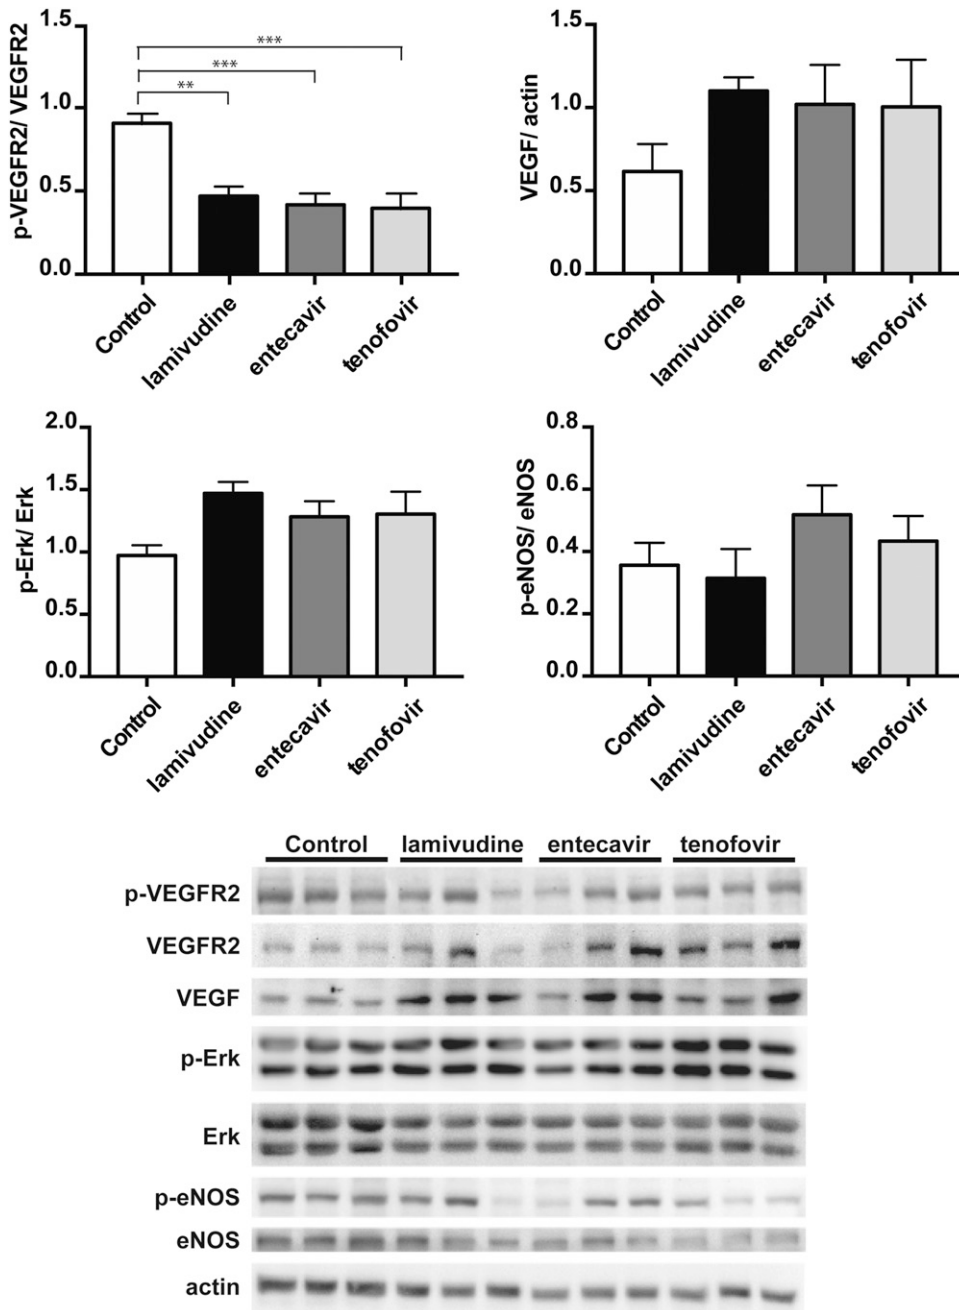 p-VEGFR2/ VEGFR2
1.5
1.0
0.5
0.0
***
***
**
Control
lamivudine
entecavir
tenofovir
VEGF/ actin
1.5
1.0
0.5
0.0
Control
lamivudine
entecavir
tenofovir
p-Erk/ Erk
2.0
1.5
1.0
0.5
0.0
Control
lamivudine
entecavir
tenofovir
p-eNOS/ eNOS
0.8
0.6
0.4
0.2
0.0
Control
lamivudine
entecavir
tenofovir
Control lamivudine entecavir tenofovir
p-VEGFR2
VEGFR2
VEGF
p-Erk
Erk
p-eNOS
eNOS
actin